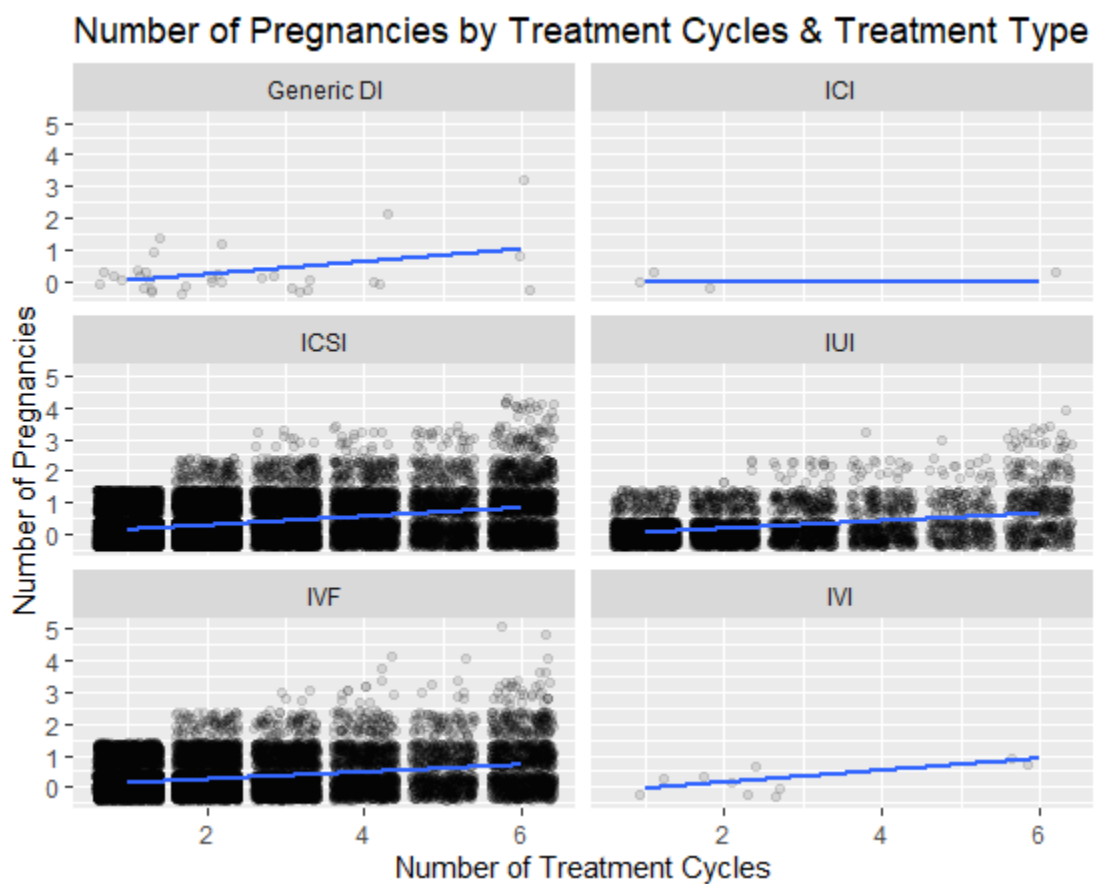 Number of Pregnancies by Treatment Cycles & Treatment Type
Generic DI
ICI
5
4
3
2
1
0
ICSI
IUI
5
4
3
2
1
0
IVF
IVI
5
4
3
2
1
0
2
4
6
2
4
6
Number of Pregnancies
Number of Treatment Cycles